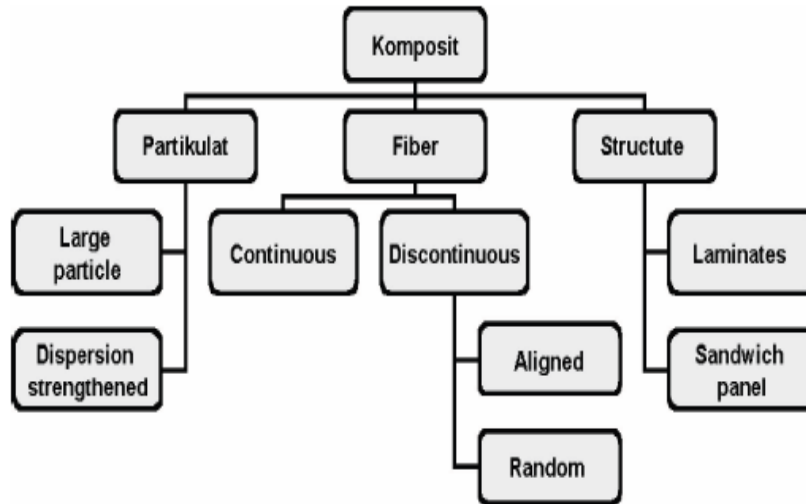 Komposit
Partikulat
Fiber
Structute
Large
particle
Continuous
Discontinuous
Laminates
Dispersion
strengthened
Aligned
Sandwich
panel
Random